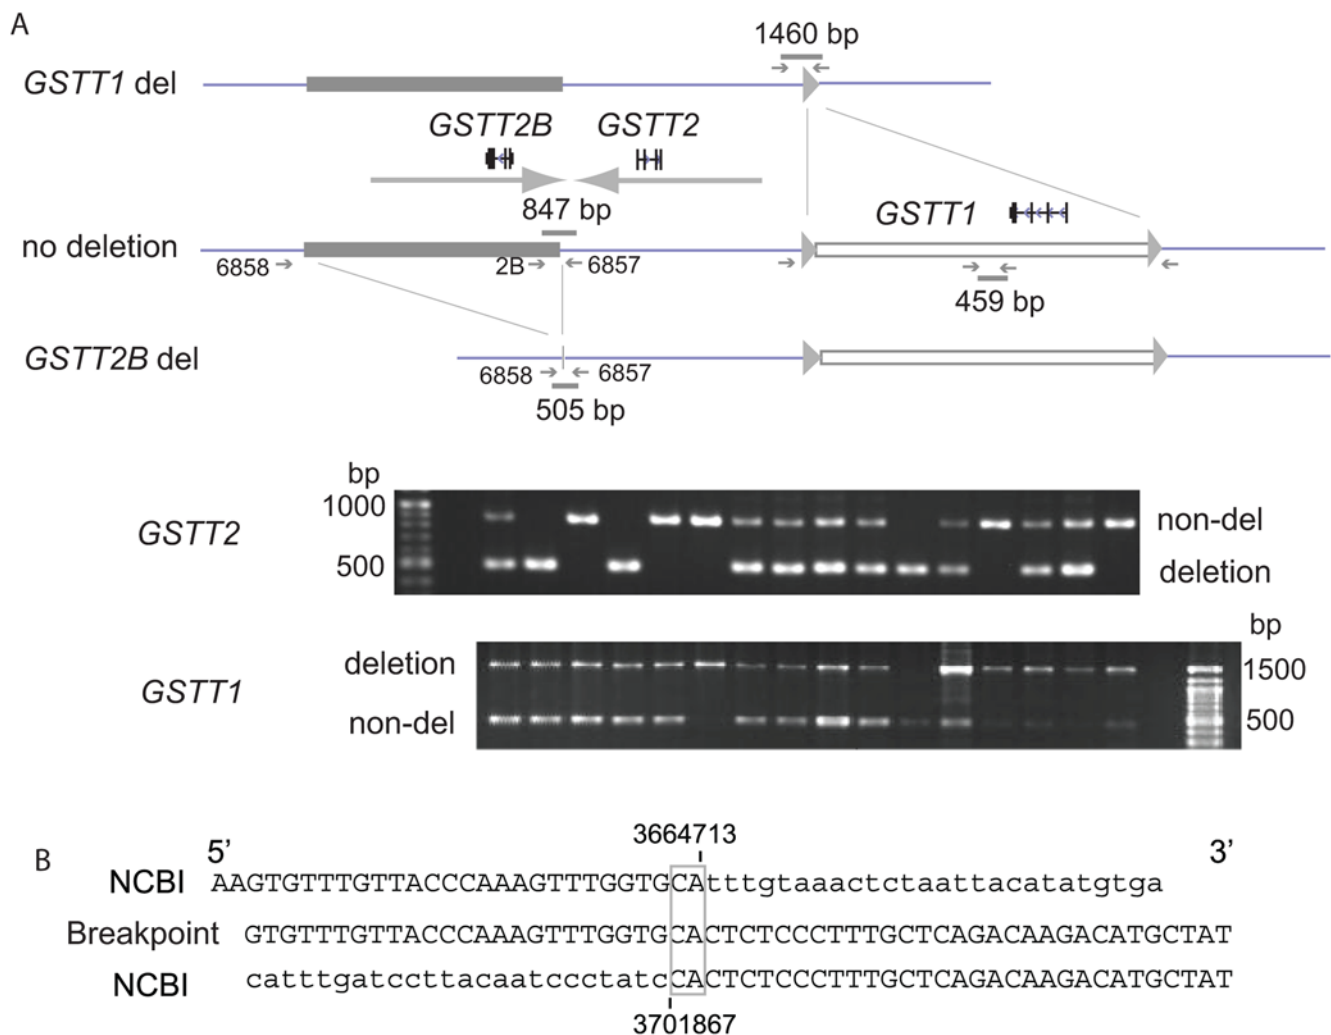 A
1460 bp
GSTT1 del
GSTT2B GSTT2
847 bp
GSTT1
no deletion
6858 2B 6857
459 bp
GSTT2B del
6858 6857
505 bp
bp
1000
GSTT2
non-del
500
deletion
bp
deletion
1500
GSTT1
non-del
500
3664713
B 5’ 3’
NCBI AAGTGTTTGTTACCCAAAGTTTGGTGCAtttgtaaactctaattacatatgtga
Breakpoint GTGTTTGTTACCCAAAGTTTGGTGCACTCTCCCTTTGCTCAGACAAGACATGCTAT
NCBI catttgatccttacaatccctatcCACTCTCCCTTTGCTCAGACAAGACATGCTAT
3701867